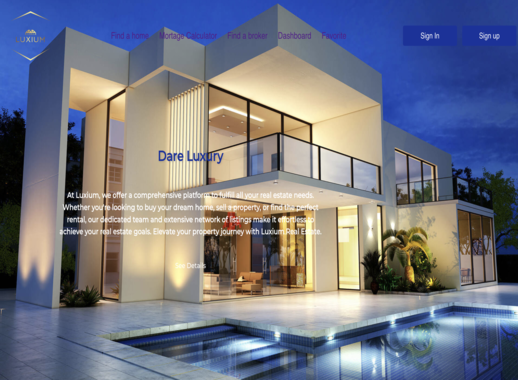 Find a home Mortage Calculator Find a broker Dashboard Favorite Sign In Sign up
LUXIUM
Dare Luxury
At Luxium, we offer a comprehensive platform to fulfill all your real estate needs.
Whether you're looking to buy your dream home, sell a property, or find the perfect
rental, our dedicated team and extensive network of listings make it effortless to
achieve your real estate goals. Elevate your property journey with Luxium Real Estate.
See Details